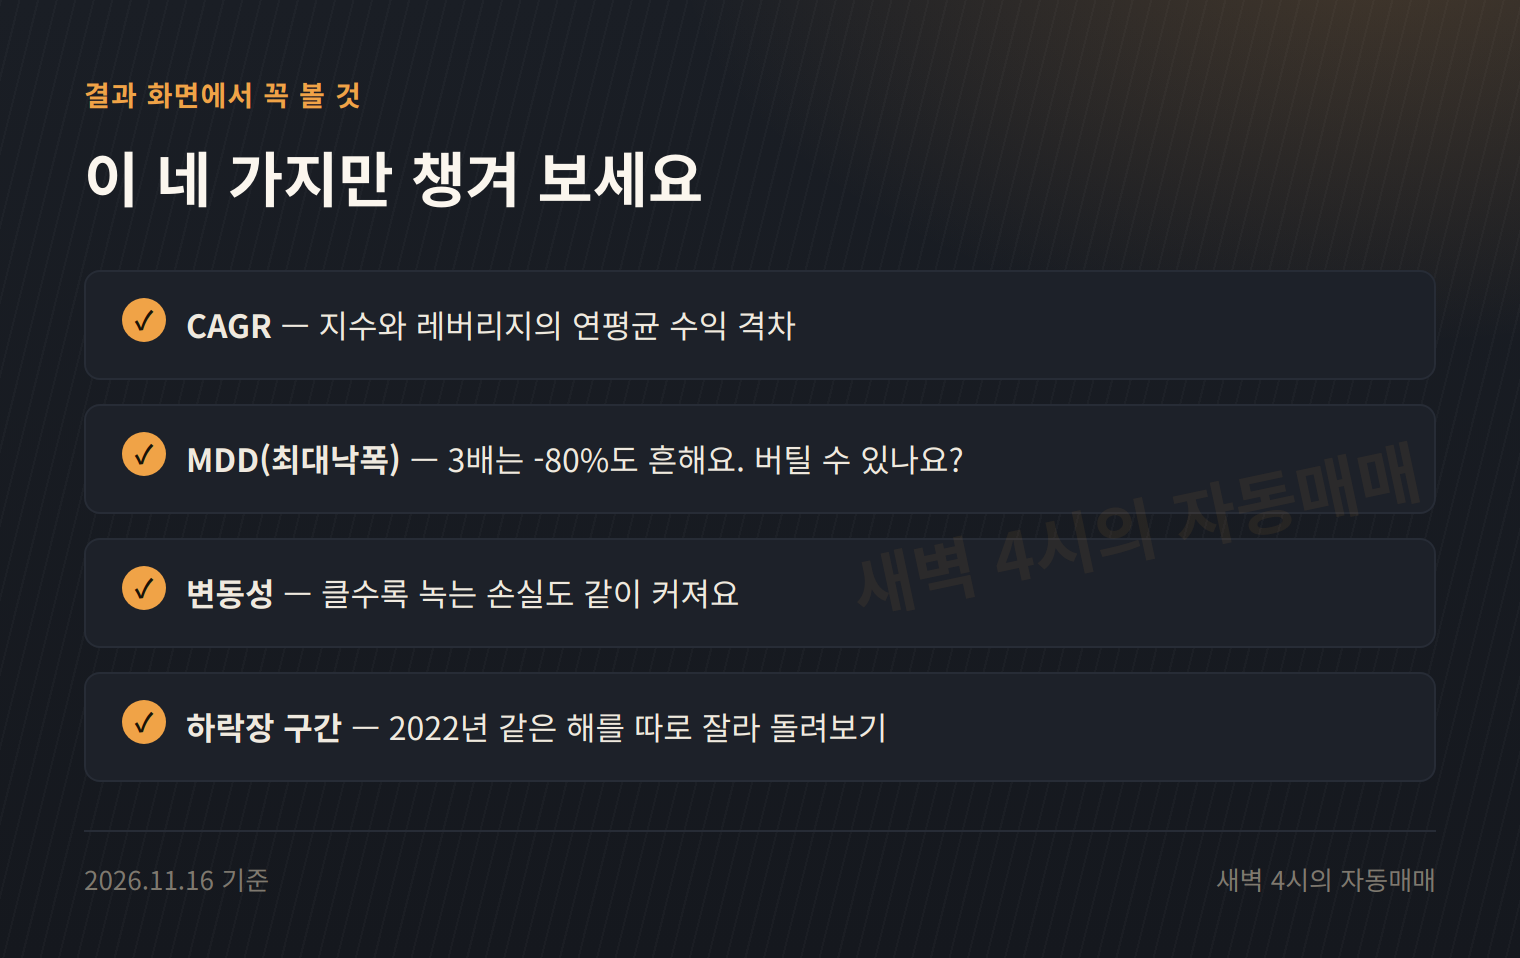 결과 화면에서 꼭 볼 것
이 네 가지만 챙겨 보세요
✓ CAGR — 지수와 레버리지의 연평균 수익 격차
✓ MDD(최대낙폭) — 3배는 -80%도 흔해요. 버틸 수 있나요?
✓ 변동성 — 클수록 녹는 손실도 같이 커져요
✓ 하락장 구간 — 2022년 같은 해를 따로 잘라 돌려보기
새벽 4시의 자동매매
2026.11.16 기준
새벽 4시의 자동매매